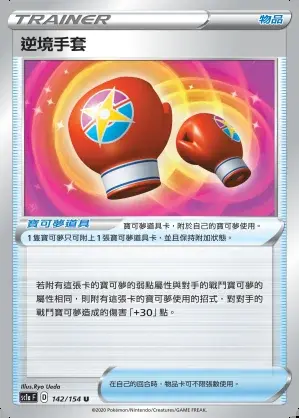 TRAINER 物品
逆境手套
寶可夢道具 寶可夢道具卡，附於自己的寶可夢使用。
1隻寶可夢只可附上1張寶可夢道具卡，並且保持附加狀態。
若附有這張卡的寶可夢的弱點屬性與對手的戰鬥寶可夢的
屬性相同，則附有這張卡的寶可夢使用的招式，對對手的
戰鬥寶可夢造成的傷害「+30」點。
Illus.Ryo Ueda
sc1a F D 142/154 U
在自己的回合時，物品卡可不限張數使用。
©2020 Pokémon/Nintendo/Creatures/GAME FREAK.